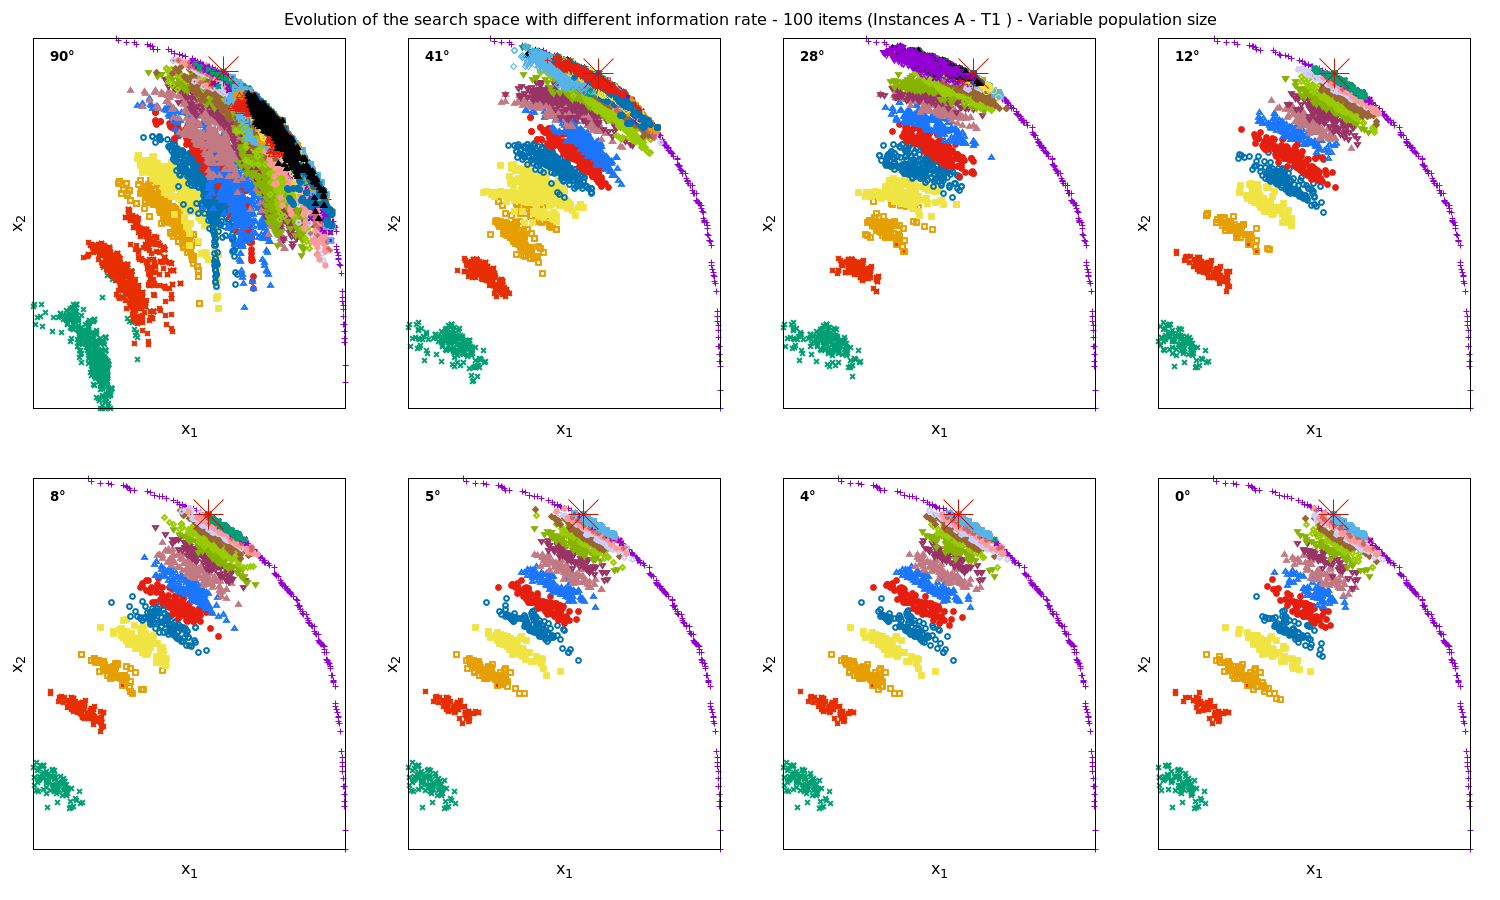 Evolution of the search space with different information rate - 100 items (Instances A - T1 ) - Variable population size
90°
41°
28°
12°
x2
x2
x2
x2
x1
x1
x1
x1
8°
5°
4°
0°
x2
x2
x2
x2
x1
x1
x1
x1